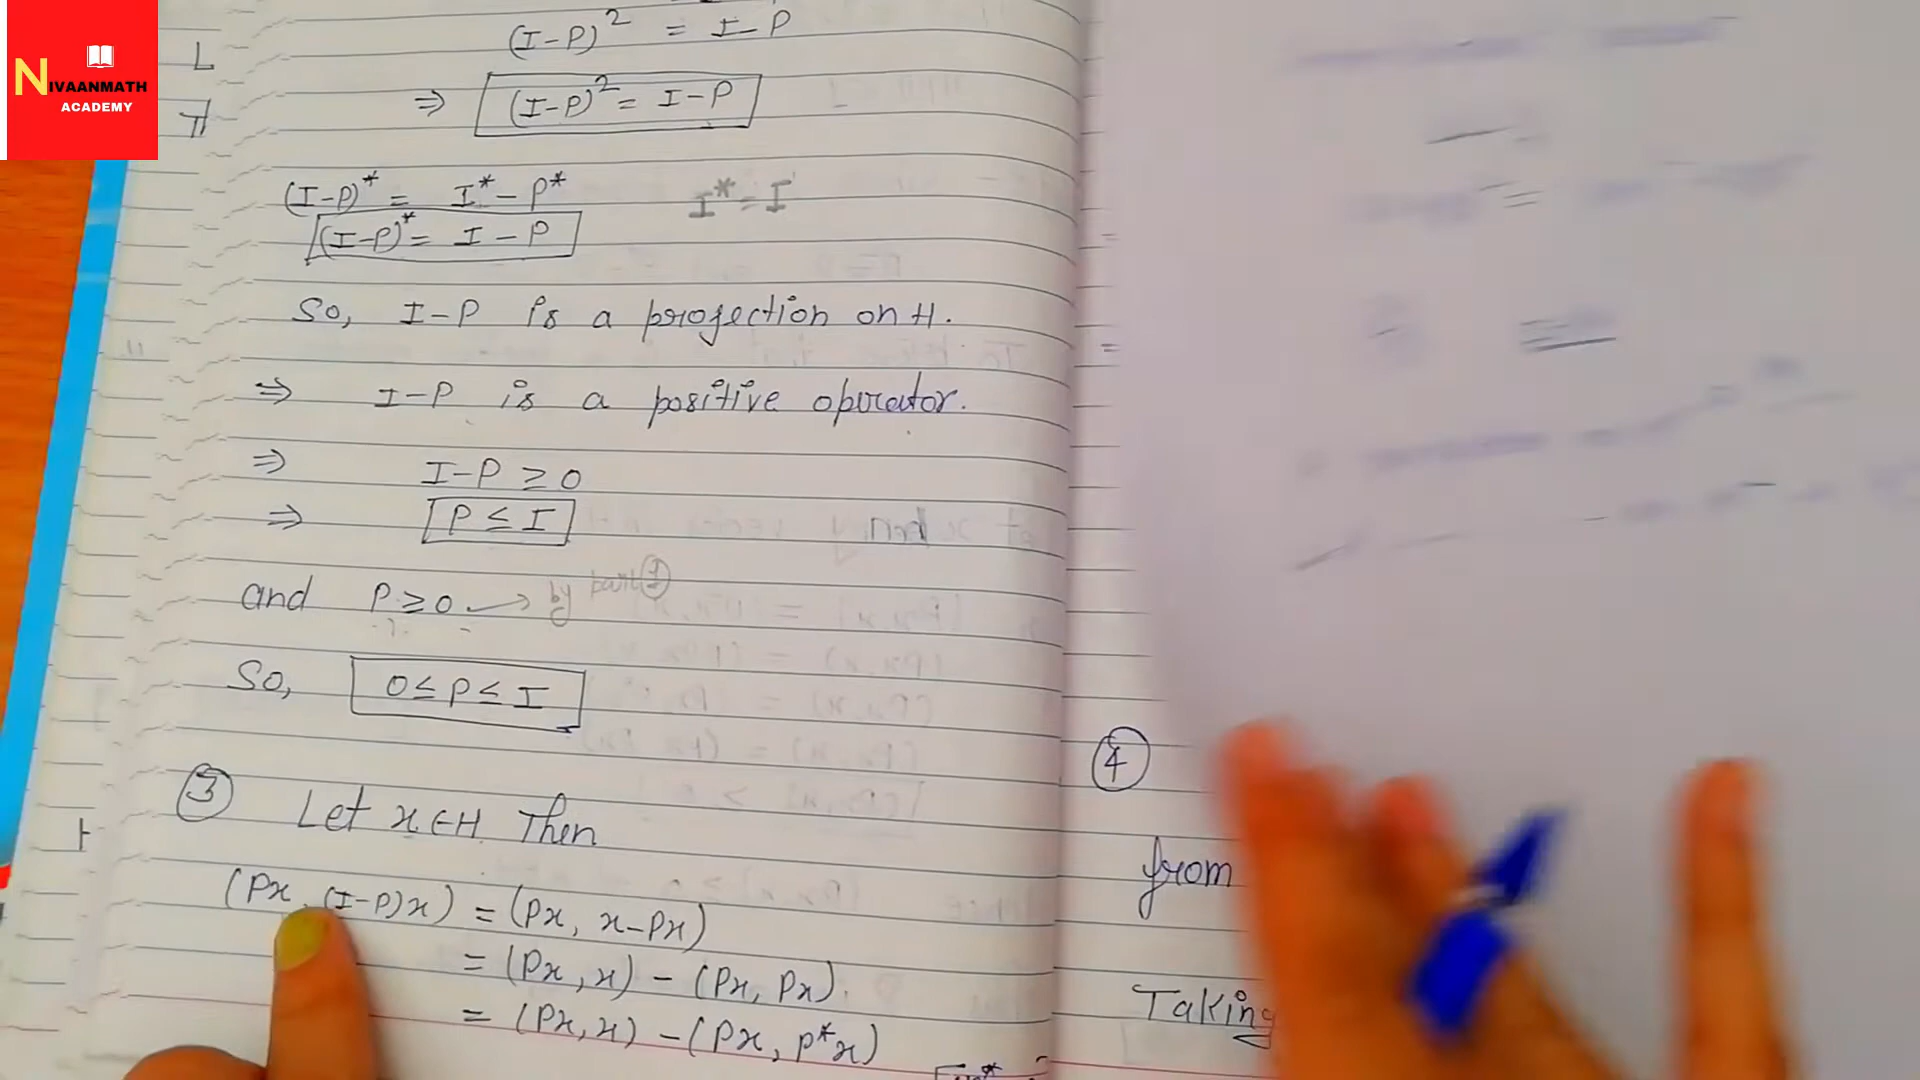 NIVAANMATH
ACADEMY
(I-P)² = I-P
⇒ (I-P)² = I-P
(I-P)* = I* - P* I* = I
(I-P)* = I - P
So, I-P is a projection on H.
⇒ I-P is a positive operator.
⇒ I-P ≥ 0
⇒ P ≤ I
and P ≥ 0 → by part ①
So, 0 ≤ P ≤ I
③ Let x ∈ H Then
(Px, (I-P)x) = (Px, x-Px)
= (Px, x) - (Px, Px).
= (Px, x) - (Px, P*x)
④
from
Taking